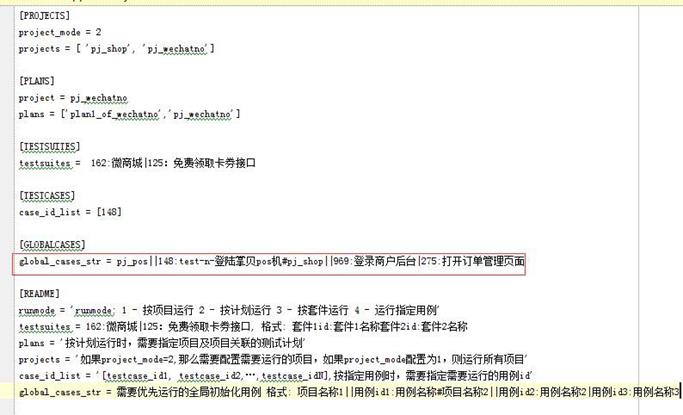 [PROJECTS]
project_mode = 2
projects = [ 'pj_shop', 'pj_wechatno']
[PLANS]
project = pj_wechatno
plans = ['plan1_of_wechatno','pj_wechatno']
[TESTSUITES]
testsuites = 162:微商城|125: 免费领取卡劵接口
[TESTCASES]
case_id_list = [148]
[GLOBALCASES]
global_cases_str = pj_pos||148:test-n-登陆掌贝pos机#pj_shop||969:登录商户后台|275:打开订单管理页面
[README]
runmode = 'runmode: 1 - 按项目运行 2 - 按计划运行 3 - 按套件运行 4 - 运行指定用例'
testsuites = 162:微商城|125: 免费领取卡劵接口, 格式: 套件1id:套件1名称套件2id:套件2名称
plans = '按计划运行时, 需要指定项目及项目关联的测试计划'
projects = '如果project_mode=2,那么需要配置需要运行的项目, 如果project_mode配置为1, 则运行所有项目'
case_id_list = '[testcase_id1, testcase_id2,…,testcase_idN],按指定用例时, 需要指定需要运行的用例id'
global_cases_str = 需要优先运行的全局初始化用例 格式: 项目名称1||用例id1:用例名称#项目名称2||用例id2:用例名称2|用例id3:用例名称3